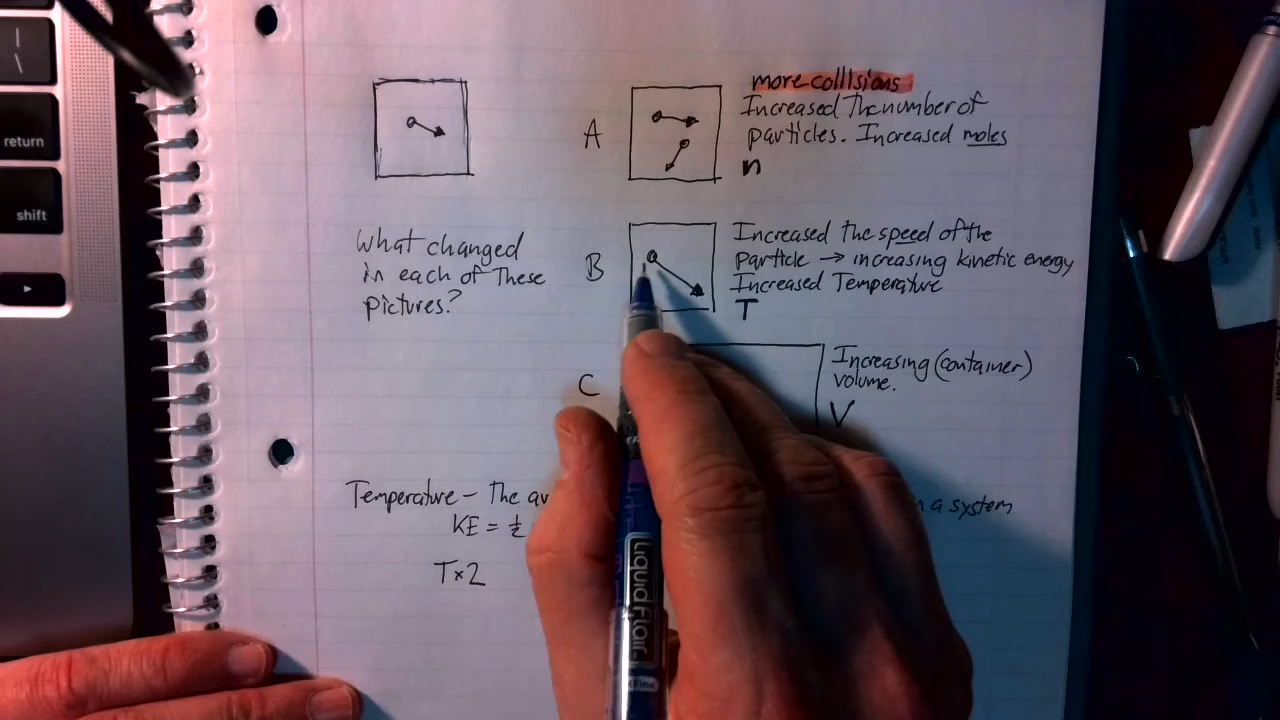 |
\
return
shift
more collisions
Increased the number of
particles. Increased moles
n
A
What changed
in each of these
pictures?
B
Increased the speed of the
particle → increasing kinetic energy
Increased Temperature
T
C
Increasing (container)
volume.
V
Temperature - The
a system
KE = ½
T×2
Liquid Flair